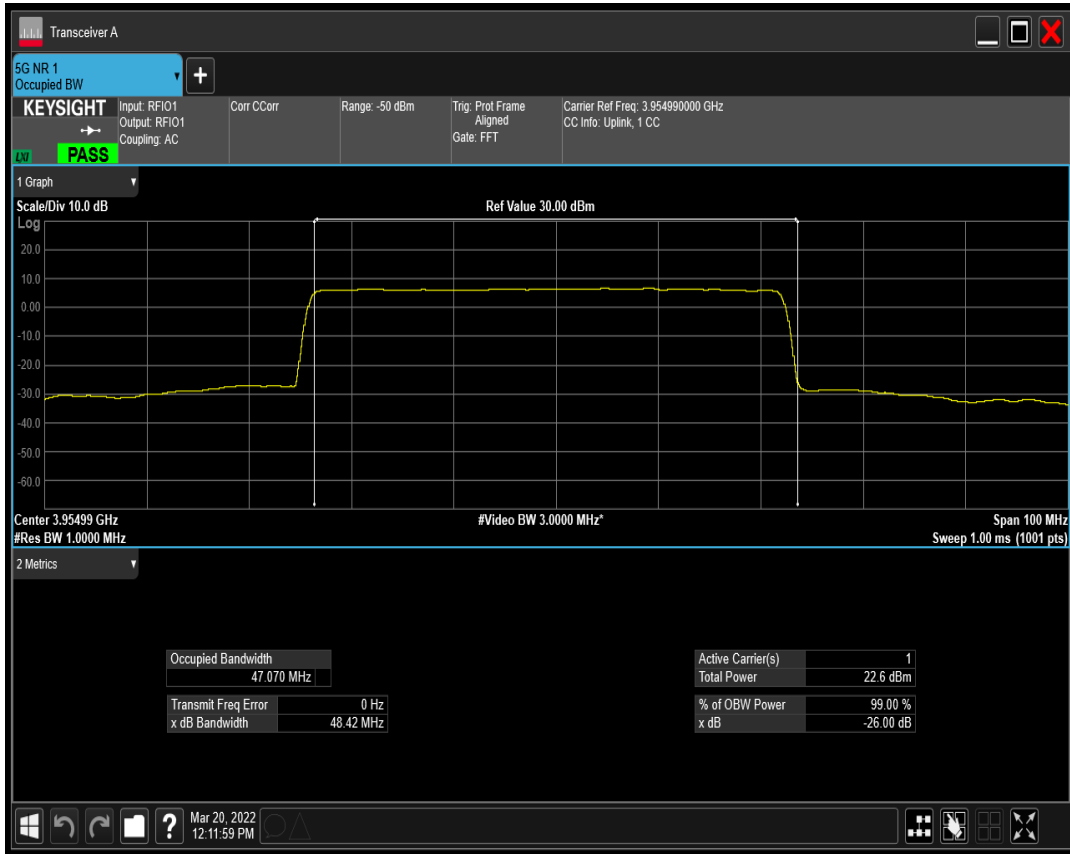 Transceiver A
5G NR 1
Occupied BW
+
KEYSIGHT
LXI
PASS
Input: RFIO1
Output: RFIO1
Coupling: AC
Corr CCorr
Range: -50 dBm
Trig: Prot Frame
Aligned
Gate: FFT
Carrier Ref Freq: 3.954990000 GHz
CC Info: Uplink, 1 CC
1 Graph
Scale/Div 10.0 dB
Ref Value 30.00 dBm
Log
20.0
10.0
0.00
-10.0
-20.0
-30.0
-40.0
-50.0
-60.0
Center 3.95499 GHz
#Video BW 3.0000 MHz*
Span 100 MHz
#Res BW 1.0000 MHz
Sweep 1.00 ms (1001 pts)
2 Metrics
Occupied Bandwidth
47.070 MHz
Transmit Freq Error 0 Hz
x dB Bandwidth 48.42 MHz
Active Carrier(s) 1
Total Power 22.6 dBm
% of OBW Power 99.00 %
x dB -26.00 dB
?
Mar 20, 2022
12:11:59 PM